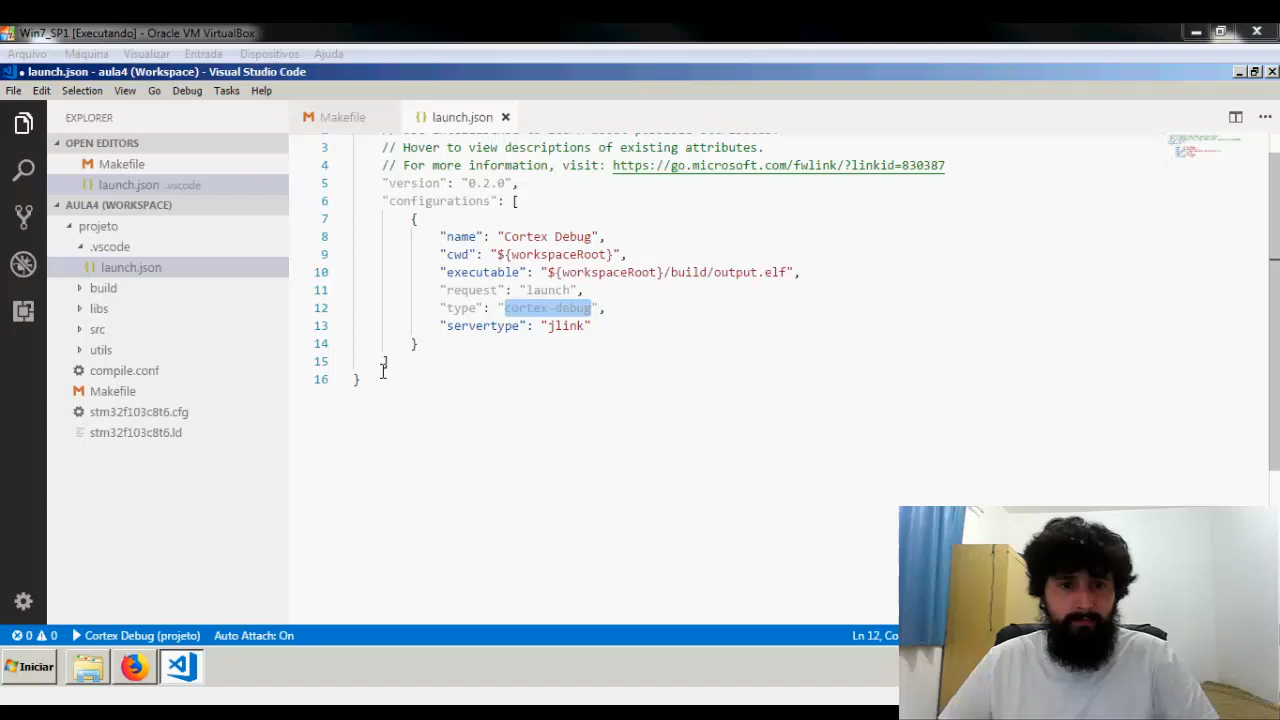 Win7_SP1 [Executando] - Oracle VM VirtualBox
Arquivo Máquina Visualizar Entrada Dispositivos Ajuda
● launch.json - aula4 (Workspace) - Visual Studio Code
File Edit Selection View Go Debug Tasks Help
EXPLORER
OPEN EDITORS
Makefile
launch.json .vscode
AULA4 (WORKSPACE)
projeto
.vscode
launch.json
build
libs
src
utils
compile.conf
Makefile
stm32f103c8t6.cfg
stm32f103c8t6.ld
Makefile launch.json
3 // Hover to view descriptions of existing attributes.
4 // For more information, visit: https://go.microsoft.com/fwlink/?linkid=830387
5 "version": "0.2.0",
6 "configurations": [
7 {
8 "name": "Cortex Debug",
9 "cwd": "${workspaceRoot}",
10 "executable": "${workspaceRoot}/build/output.elf",
11 "request": "launch",
12 "type": "cortex-debug",
13 "servertype": "jlink"
14 }
15 ]
16 }
0 0 Cortex Debug (projeto) Auto Attach: On Ln 12,
Iniciar